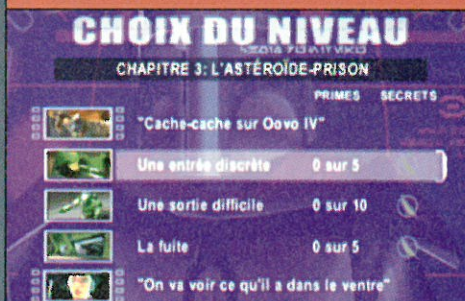 CHOIX DU NIVEAU
CHAPITRE 3: L'ASTÉROÏDE-PRISON
PRIMES SECRETS
"Cache-cache sur Oovo IV"
Une entrée discrète 0 sur 5
Une sortie difficile 0 sur 10
La fuite 0 sur 5
"On va voir ce qu'il a dans le ventre"